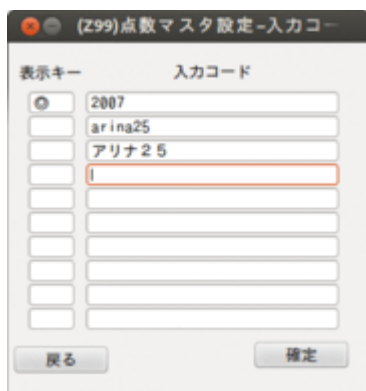 (Z99)点数マスタ設定-入力コー
表示キー 入力コード
◎ 2007
arina25
アリナ２５
戻る 確定